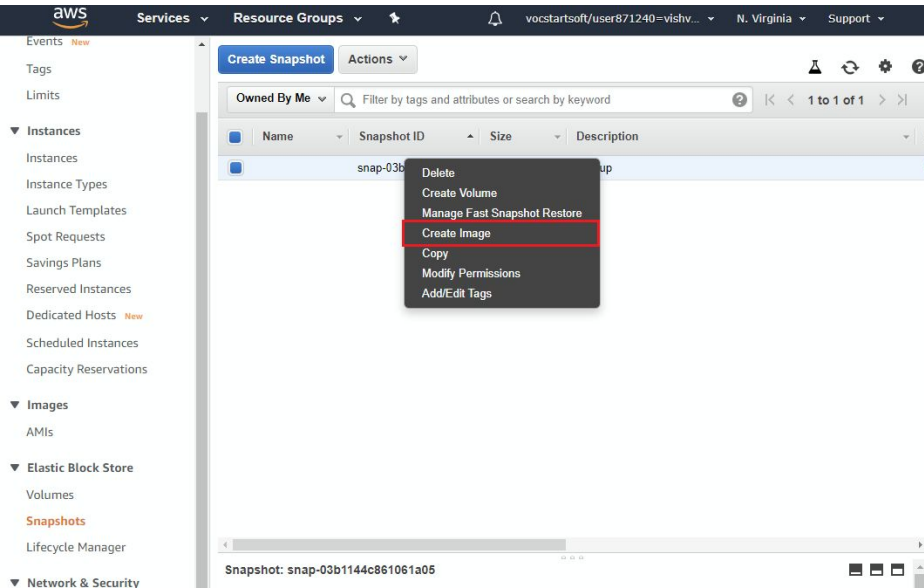 aws Services Resource Groups vocstartsoft/user871240=vishv... N. Virginia Support
Events New
Tags
Limits
Instances
Instances
Instance Types
Launch Templates
Spot Requests
Savings Plans
Reserved Instances
Dedicated Hosts New
Scheduled Instances
Capacity Reservations
Images
AMIs
Elastic Block Store
Volumes
Snapshots
Lifecycle Manager
Network & Security
Create Snapshot Actions
Owned By Me Filter by tags and attributes or search by keyword 1 to 1 of 1
Name Snapshot ID Size Description
snap-03b up
Delete
Create Volume
Manage Fast Snapshot Restore
Create Image
Copy
Modify Permissions
Add/Edit Tags
Snapshot: snap-03b1144c861061a05